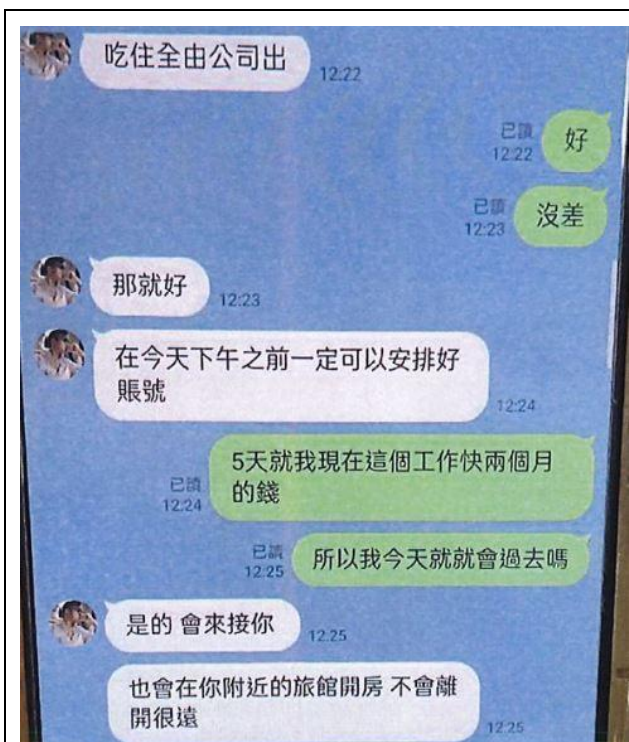 吃住全由公司出
12:22
已讀
12:22
好
已讀
12:23
沒差
那就好
12:23
在今天下午之前一定可以安排好
賬號
12:24
5天就我現在這個工作快兩個月
的錢
已讀
12:24
所以我今天就就會過去嗎
已讀
12:25
是的 會來接你
12:25
也會在你附近的旅館開房 不會離
開很遠
12:25